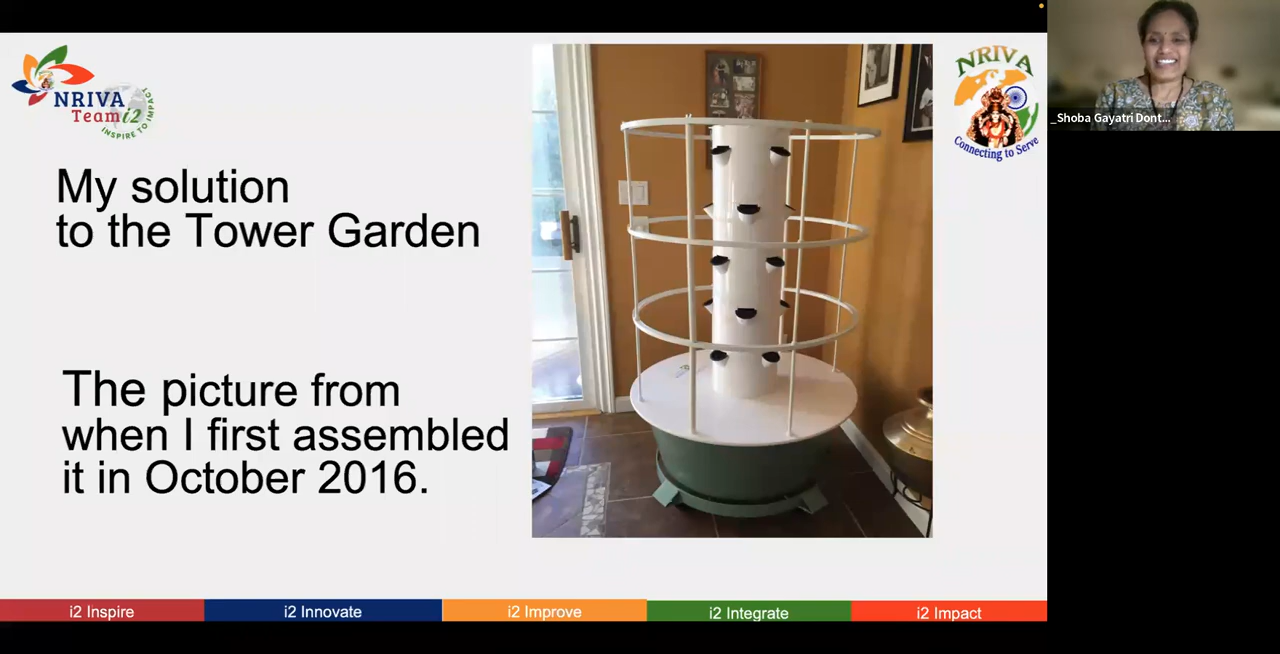 NRIVA
Team i2
INSPIRE TO IMPACT
My solution
to the Tower Garden
The picture from
when I first assembled
it in October 2016.
NRIVA
Connecting to Serve
_Shoba Gayatri Dont...
i2 Inspire
i2 Innovate
i2 Improve
i2 Integrate
i2 Impact